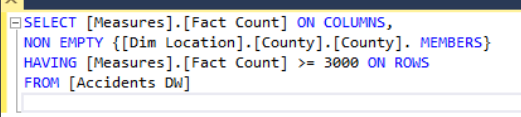 SELECT [Measures].[Fact Count] ON COLUMNS,
NON EMPTY {[Dim Location].[County].[County]. MEMBERS}
HAVING [Measures].[Fact Count] >= 3000 ON ROWS
FROM [Accidents DW]